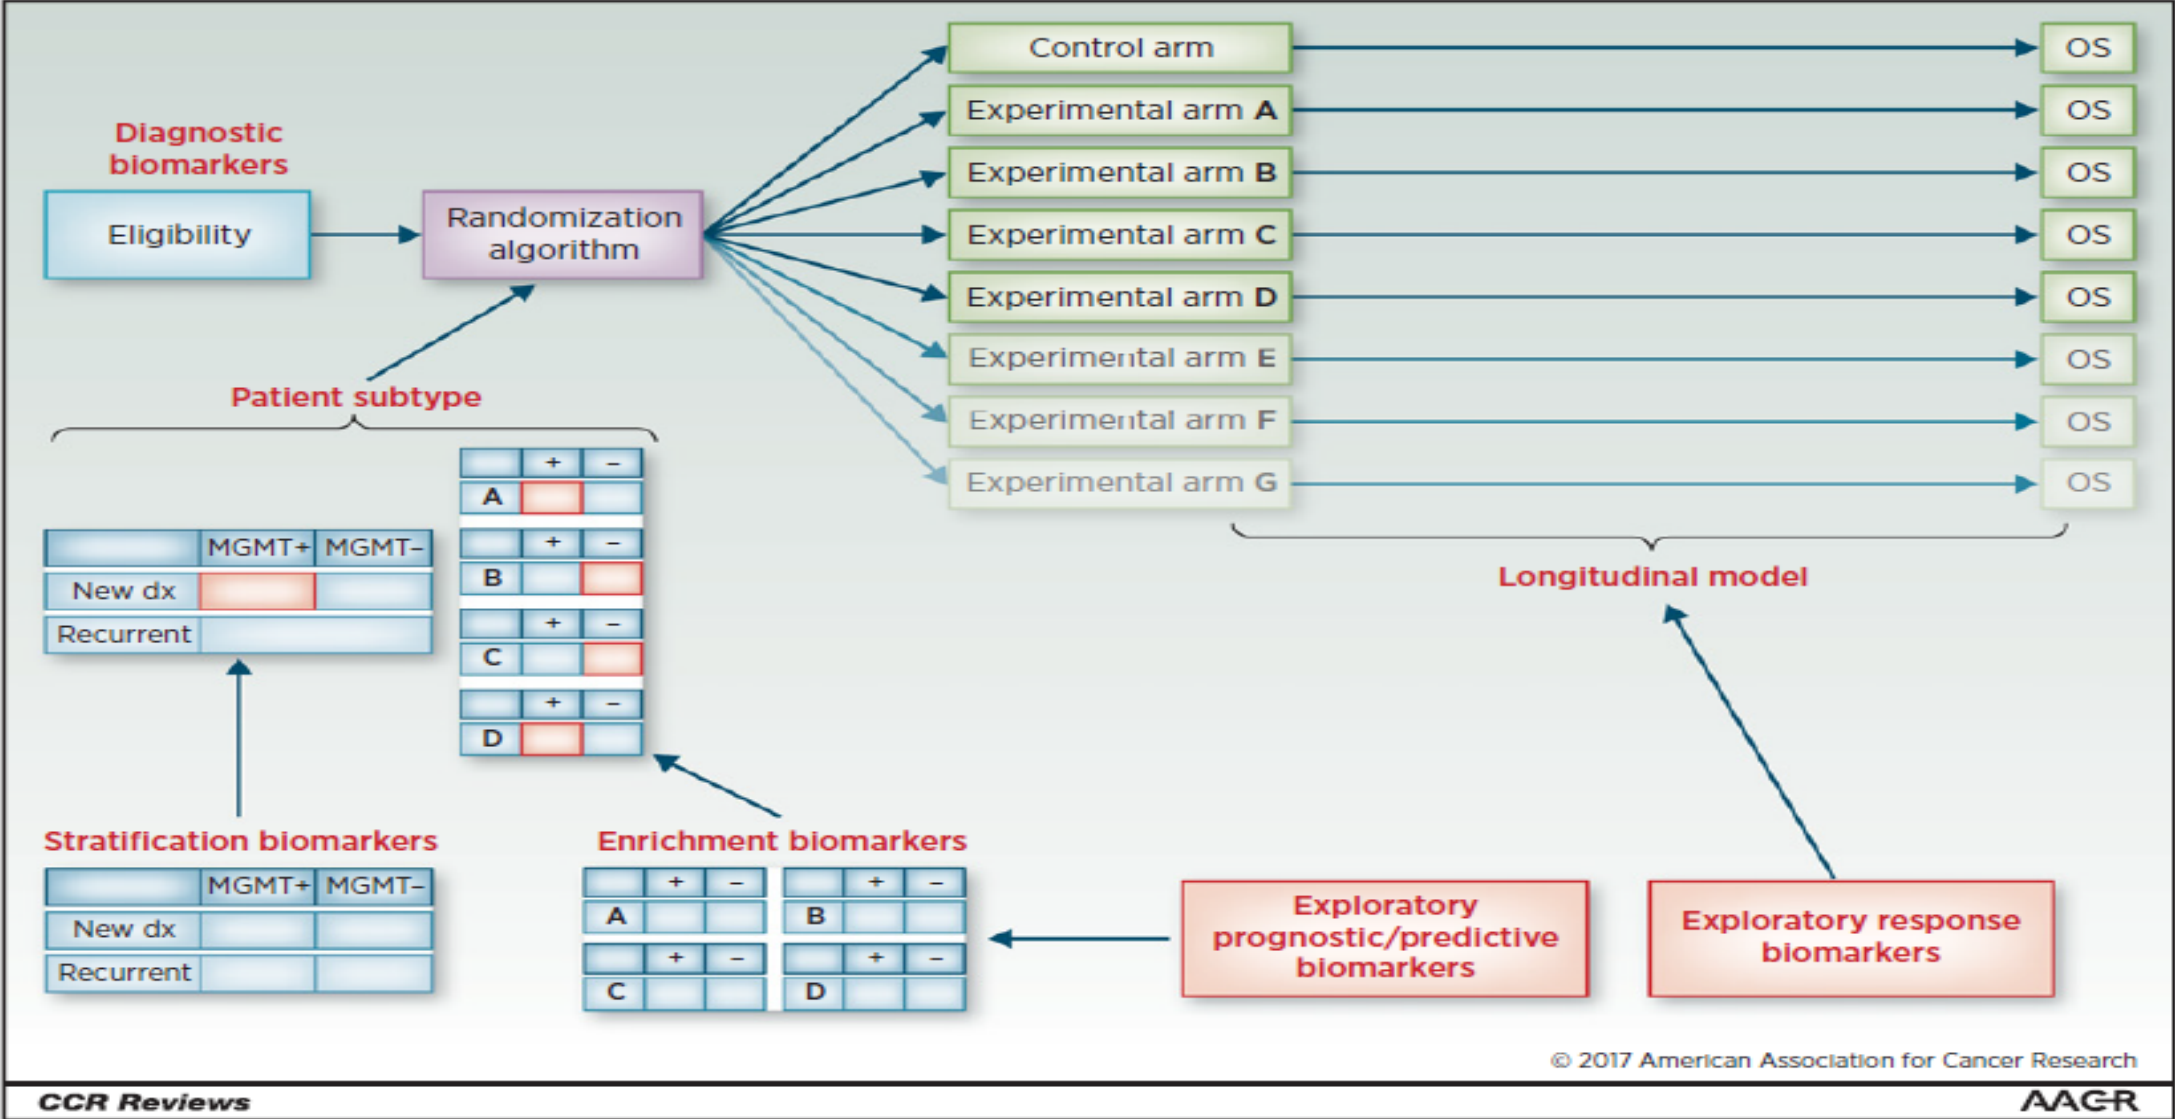 Control arm
OS
Experimental arm A
OS
Experimental arm B
OS
Experimental arm C
OS
Experimental arm D
OS
Experimental arm E
OS
Experimental arm F
OS
Experimental arm G
OS
Diagnostic
biomarkers
Eligibility
Randomization
algorithm
Patient subtype
MGMT+ MGMT–
New dx
Recurrent
+ –
A
+ –
B
+ –
C
+ –
D
Longitudinal model
Stratification biomarkers
MGMT+ MGMT–
New dx
Recurrent
Enrichment biomarkers
+ – + –
A B
+ – + –
C D
Exploratory
prognostic/predictive
biomarkers
Exploratory response
biomarkers
© 2017 American Association for Cancer Research
CCR Reviews
AACR